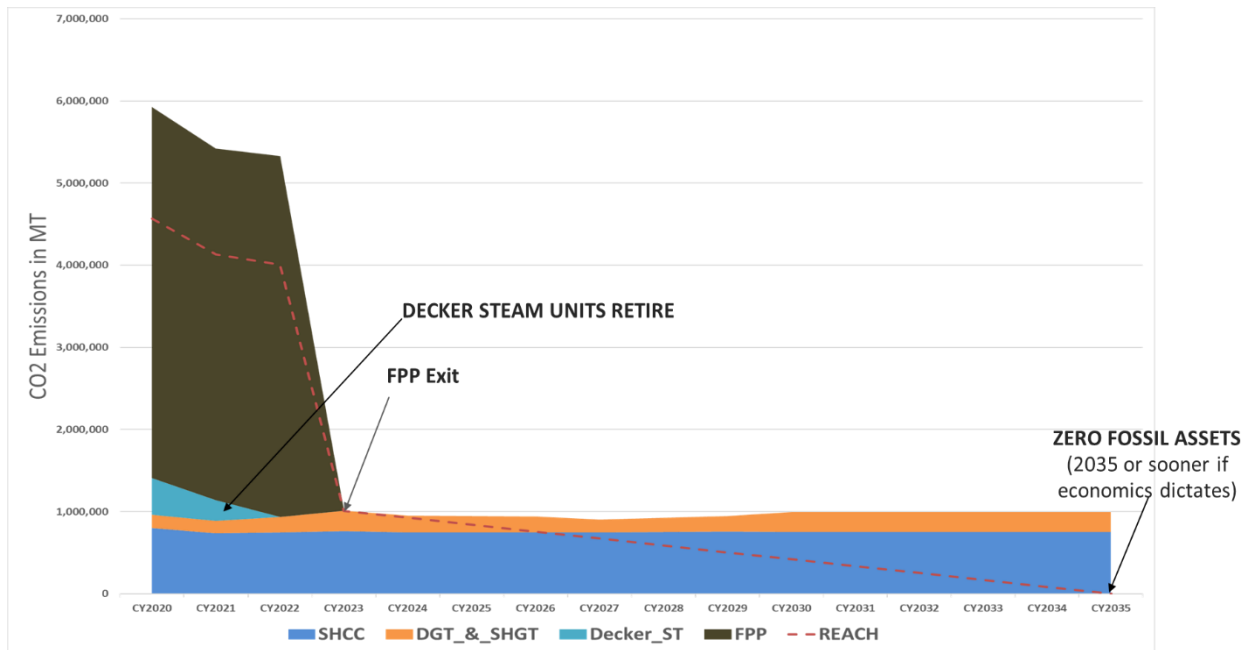 7,000,000
6,000,000
5,000,000
4,000,000
3,000,000
2,000,000
1,000,000
0
CO2 Emissions in MT
DECKER STEAM UNITS RETIRE
FPP Exit
ZERO FOSSIL ASSETS
(2035 or sooner if
economics dictates)
CY2020 CY2021 CY2022 CY2023 CY2024 CY2025 CY2026 CY2027 CY2028 CY2029 CY2030 CY2031 CY2032 CY2033 CY2034 CY2035
SHCC DGT_&_SHGT Decker_ST FPP REACH